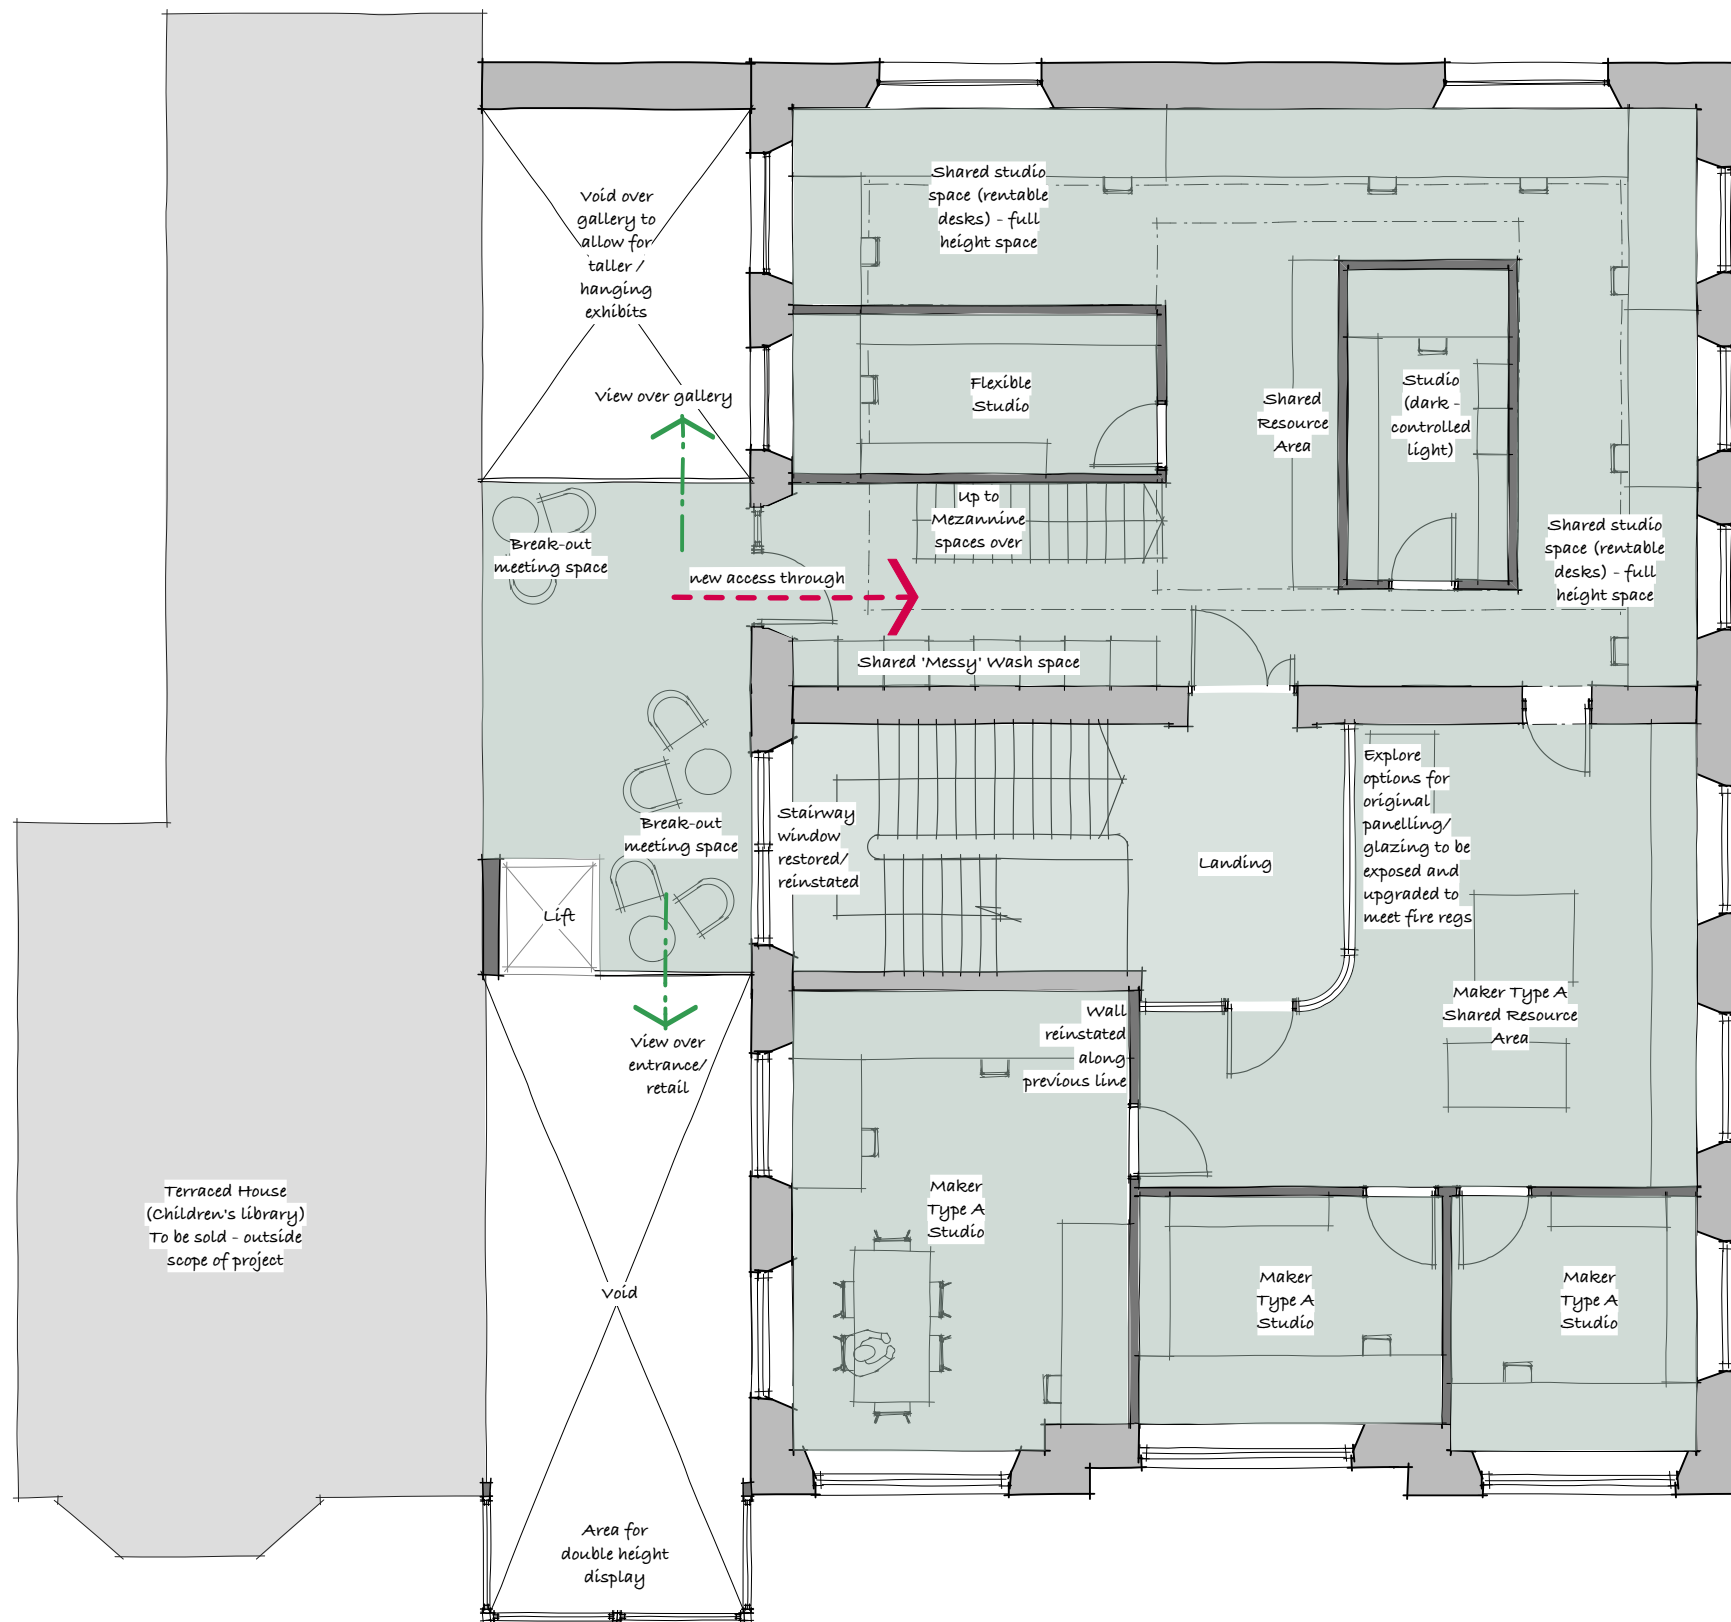 Void over
gallery to
allow for
taller /
hanging
exhibits
View over gallery
Shared studio
space (rentable
desks) - full
height space
Flexible
Studio
Shared
Resource
Area
Studio
(dark -
controlled
light)
Up to
Mezannine
spaces over
Break-out
meeting space
new access through
Shared studio
space (rentable
desks) - full
height space
Shared 'Messy' Wash space
Stairway
window
restored/
reinstated
Break-out
meeting space
Lift
Landing
Explore
options for
original
panelling/
glazing to be
exposed and
upgraded to
meet fire regs
Maker Type A
Shared Resource
Area
Wall
reinstated
along
previous line
View over
entrance/
retail
Terraced House
(Children's library)
To be sold - outside
scope of project
Maker
Type A
Studio
Void
Maker
Type A
Studio
Maker
Type A
Studio
Area for
double height
display